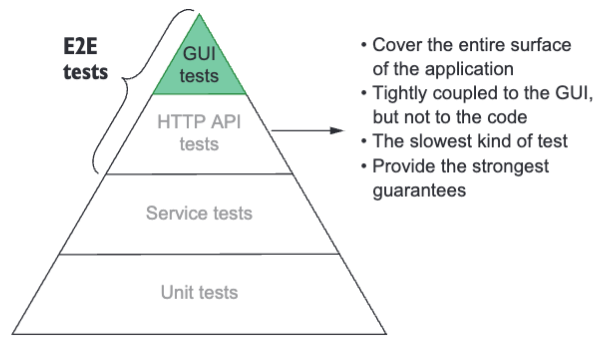 E2E
tests
GUI
tests
HTTP API
tests
Service tests
Unit tests
• Cover the entire surface
of the application
• Tightly coupled to the GUI,
but not to the code
• The slowest kind of test
• Provide the strongest
guarantees